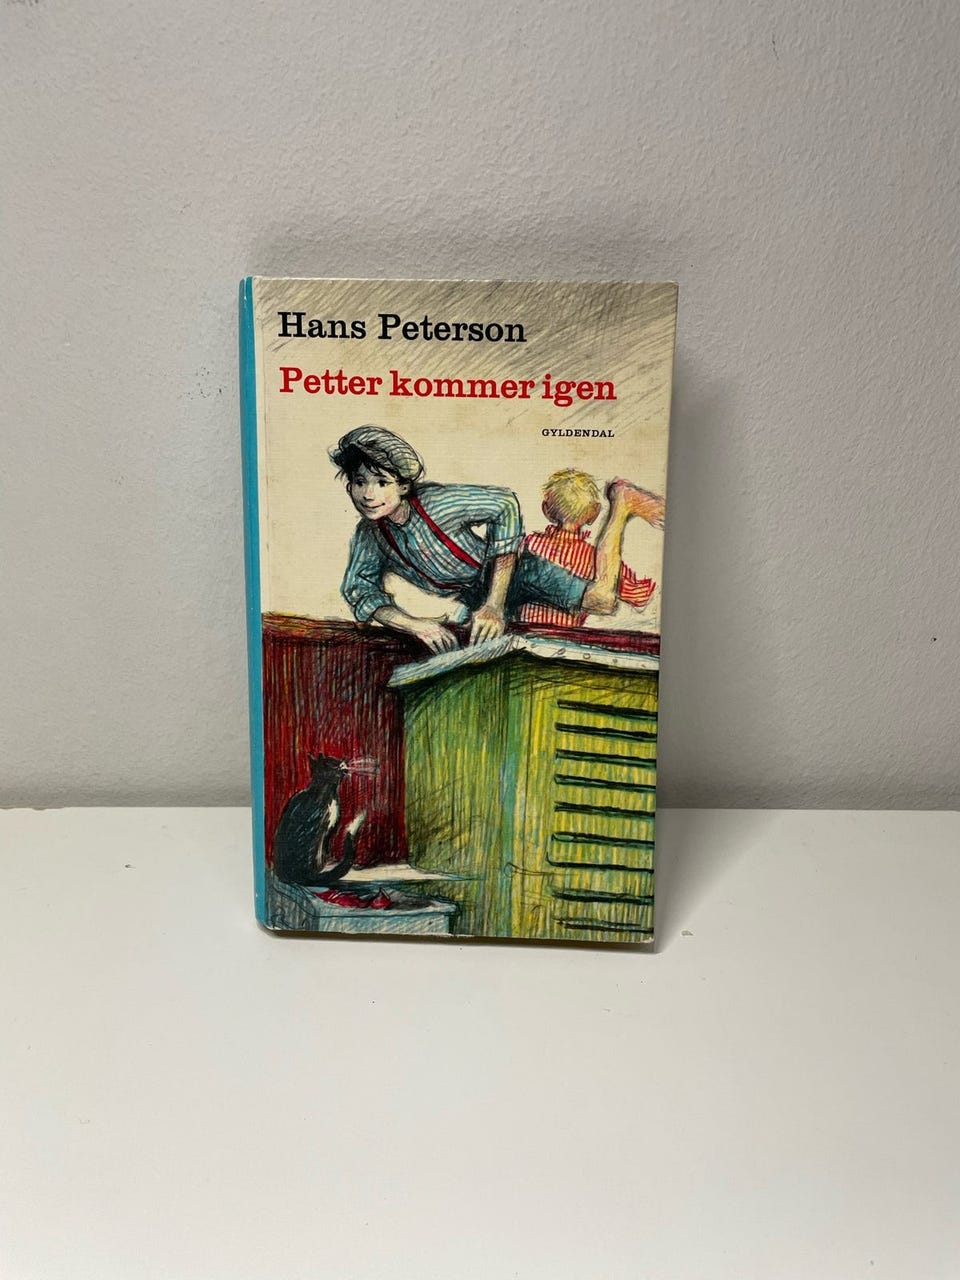 Hans Peterson
Petter kommer igen
GYLDENDAL